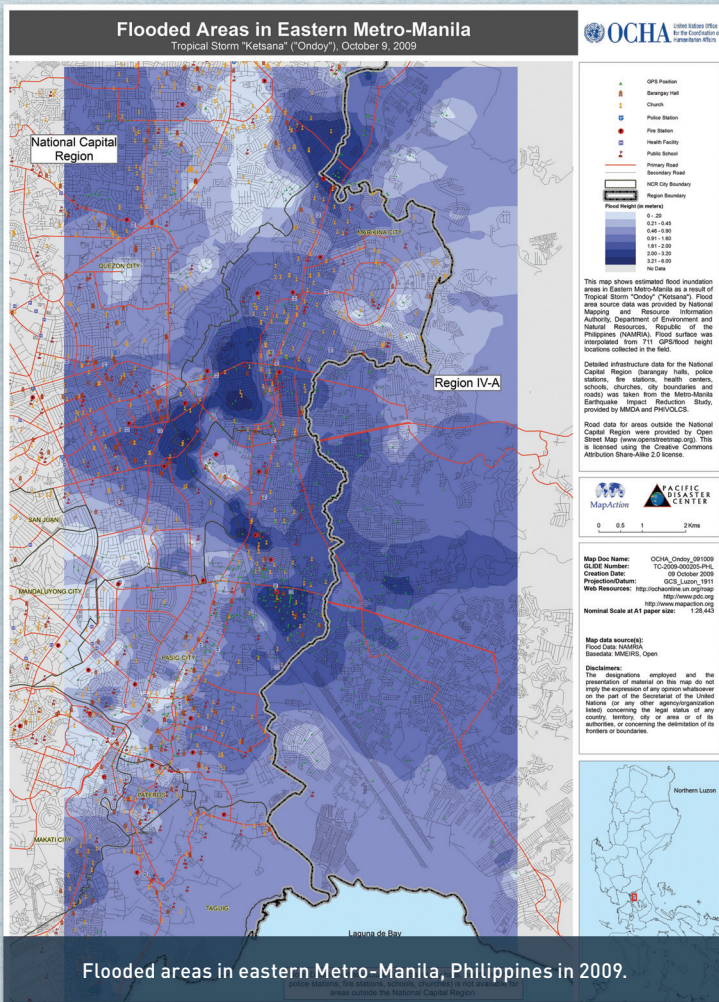 Flooded Areas in Eastern Metro-Manila
Tropical Storm "Ketsana" ("Ondoy"), October 9, 2009
OCHA
United Nations Office
for the Coordination of
Humanitarian Affairs
National Capital
Region
QUEZON CITY
MARIKINA CITY
Region IV-A
SAN JUAN
MANDALUYONG CITY
PASIG CITY
PATEROS
MAKATI CITY
TAGUIG
Laguna de Bay
GPS Position
Barangay Hall
Church
Police Station
Fire Station
Health Facility
Public School
Primary Road
Secondary Road
NCR City Boundary
Region Boundary
Flood Height (in meters)
0 - .20
0.21 - 0.45
0.46 - 0.90
0.91 - 1.60
1.61 - 2.00
2.00 - 3.20
3.21 - 6.00
No Data
This map shows estimated flood inundation
areas in Eastern Metro-Manila as a result of
Tropical Storm "Ondoy" ("Ketsana"). Flood
area source data was provided by National
Mapping and Resource Information
Authority, Department of Environment and
Natural Resources, Republic of the
Philippines (NAMRIA). Flood surface was
interpolated from 711 GPS/flood height
locations collected in the field.
Detailed infrastructure data for the National
Capital Region (barangay halls, police
stations, fire stations, health centers,
schools, churches, city boundaries and
roads) was taken from the Metro-Manila
Earthquake Impact Reduction Study,
provided by MMDA and PHIVOLCS.
Road data for areas outside the National
Capital Region were provided by Open
Street Map (www.openstreetmap.org). This
is licensed using the Creative Commons
Attribution Share-Alike 2.0 license.
MapAction
PACIFIC
DISASTER
CENTER
0 0.5 1 2 Kms
Map Doc Name: OCHA_Ondoy_091009
GLIDE Number: TC-2009-000205-PHL
Creation Date: 09 October 2009
Projection/Datum: GCS_Luzon_1911
Web Resources: http://ochaonline.un.org/roap
http://www.pdc.org
http://www.mapaction.org
Nominal Scale at A1 paper size: 1:28,443
Map data source(s):
Flood Data: NAMRIA
Basedata: MMEIRS, Open
Disclaimers:
The designations employed and the
presentation of material on this map do not
imply the expression of any opinion whatsoever
on the part of the Secretariat of the United
Nations (or any other agency/organization
listed) concerning the legal status of any
country, territory, city or area or of its
authorities, or concerning the delimitation of its
frontiers or boundaries.
Northern Luzon
Flooded areas in eastern Metro-Manila, Philippines in 2009.
police stations, fire stations, schools, churches) is not available for
areas outside the National Capital Region.